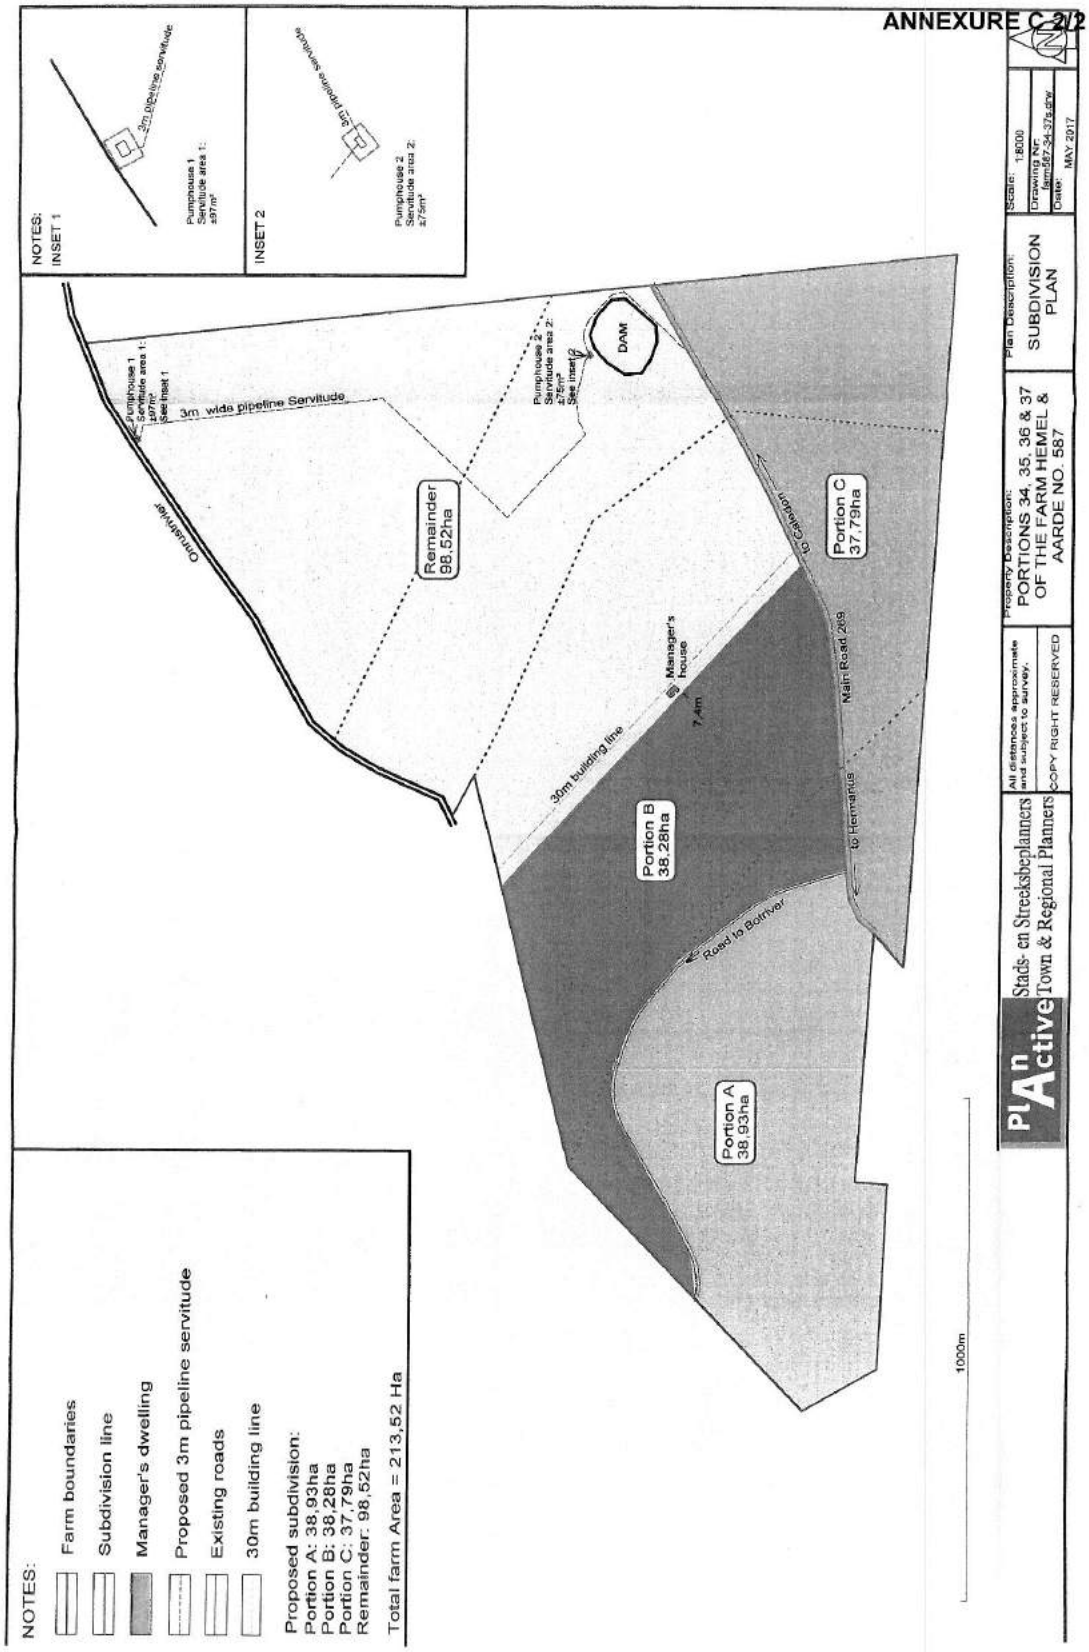 ANNEXURE C 2/2
NOTES:
INSET 1
3m pipeline servitude
Pumphouse 1
Servitude area 1:
±97m²
INSET 2
3m pipeline servitude
Pumphouse 2
Servitude area 2:
±75m²
Onrustrivier
Pumphouse 1
Servitude area 1:
±97m²
See inset 1
3m wide pipeline Servitude
Pumphouse 2
Servitude area 2:
±75m²
See inset 2
DAM
Remainder
98.52ha
Manager's
house
7,4m
30m building line
Portion B
38.28ha
Portion C
37.79ha
to Caledon
Main Road 269
to Hermanus
Road to Botriver
Portion A
38,93ha
1000m
NOTES:
Farm boundaries
Subdivision line
Manager's dwelling
Proposed 3m pipeline servitude
Existing roads
30m building line
Proposed subdivision:
Portion A: 38,93ha
Portion B: 38,28ha
Portion C: 37,79ha
Remainder: 98,52ha
Total farm Area = 213,52 Ha
Plan Active
Stads- en Streeksbeplanners
Town & Regional Planners
All distances approximate
and subject to survey.
COPY RIGHT RESERVED
Property Description:
PORTIONS 34, 35, 36 & 37
OF THE FARM HEMEL &
AARDE NO. 587
Plan Description:
SUBDIVISION
PLAN
Scale: 1:8000
Drawing Nr:
farm587-34-37s.drw
Date: MAY 2017
N